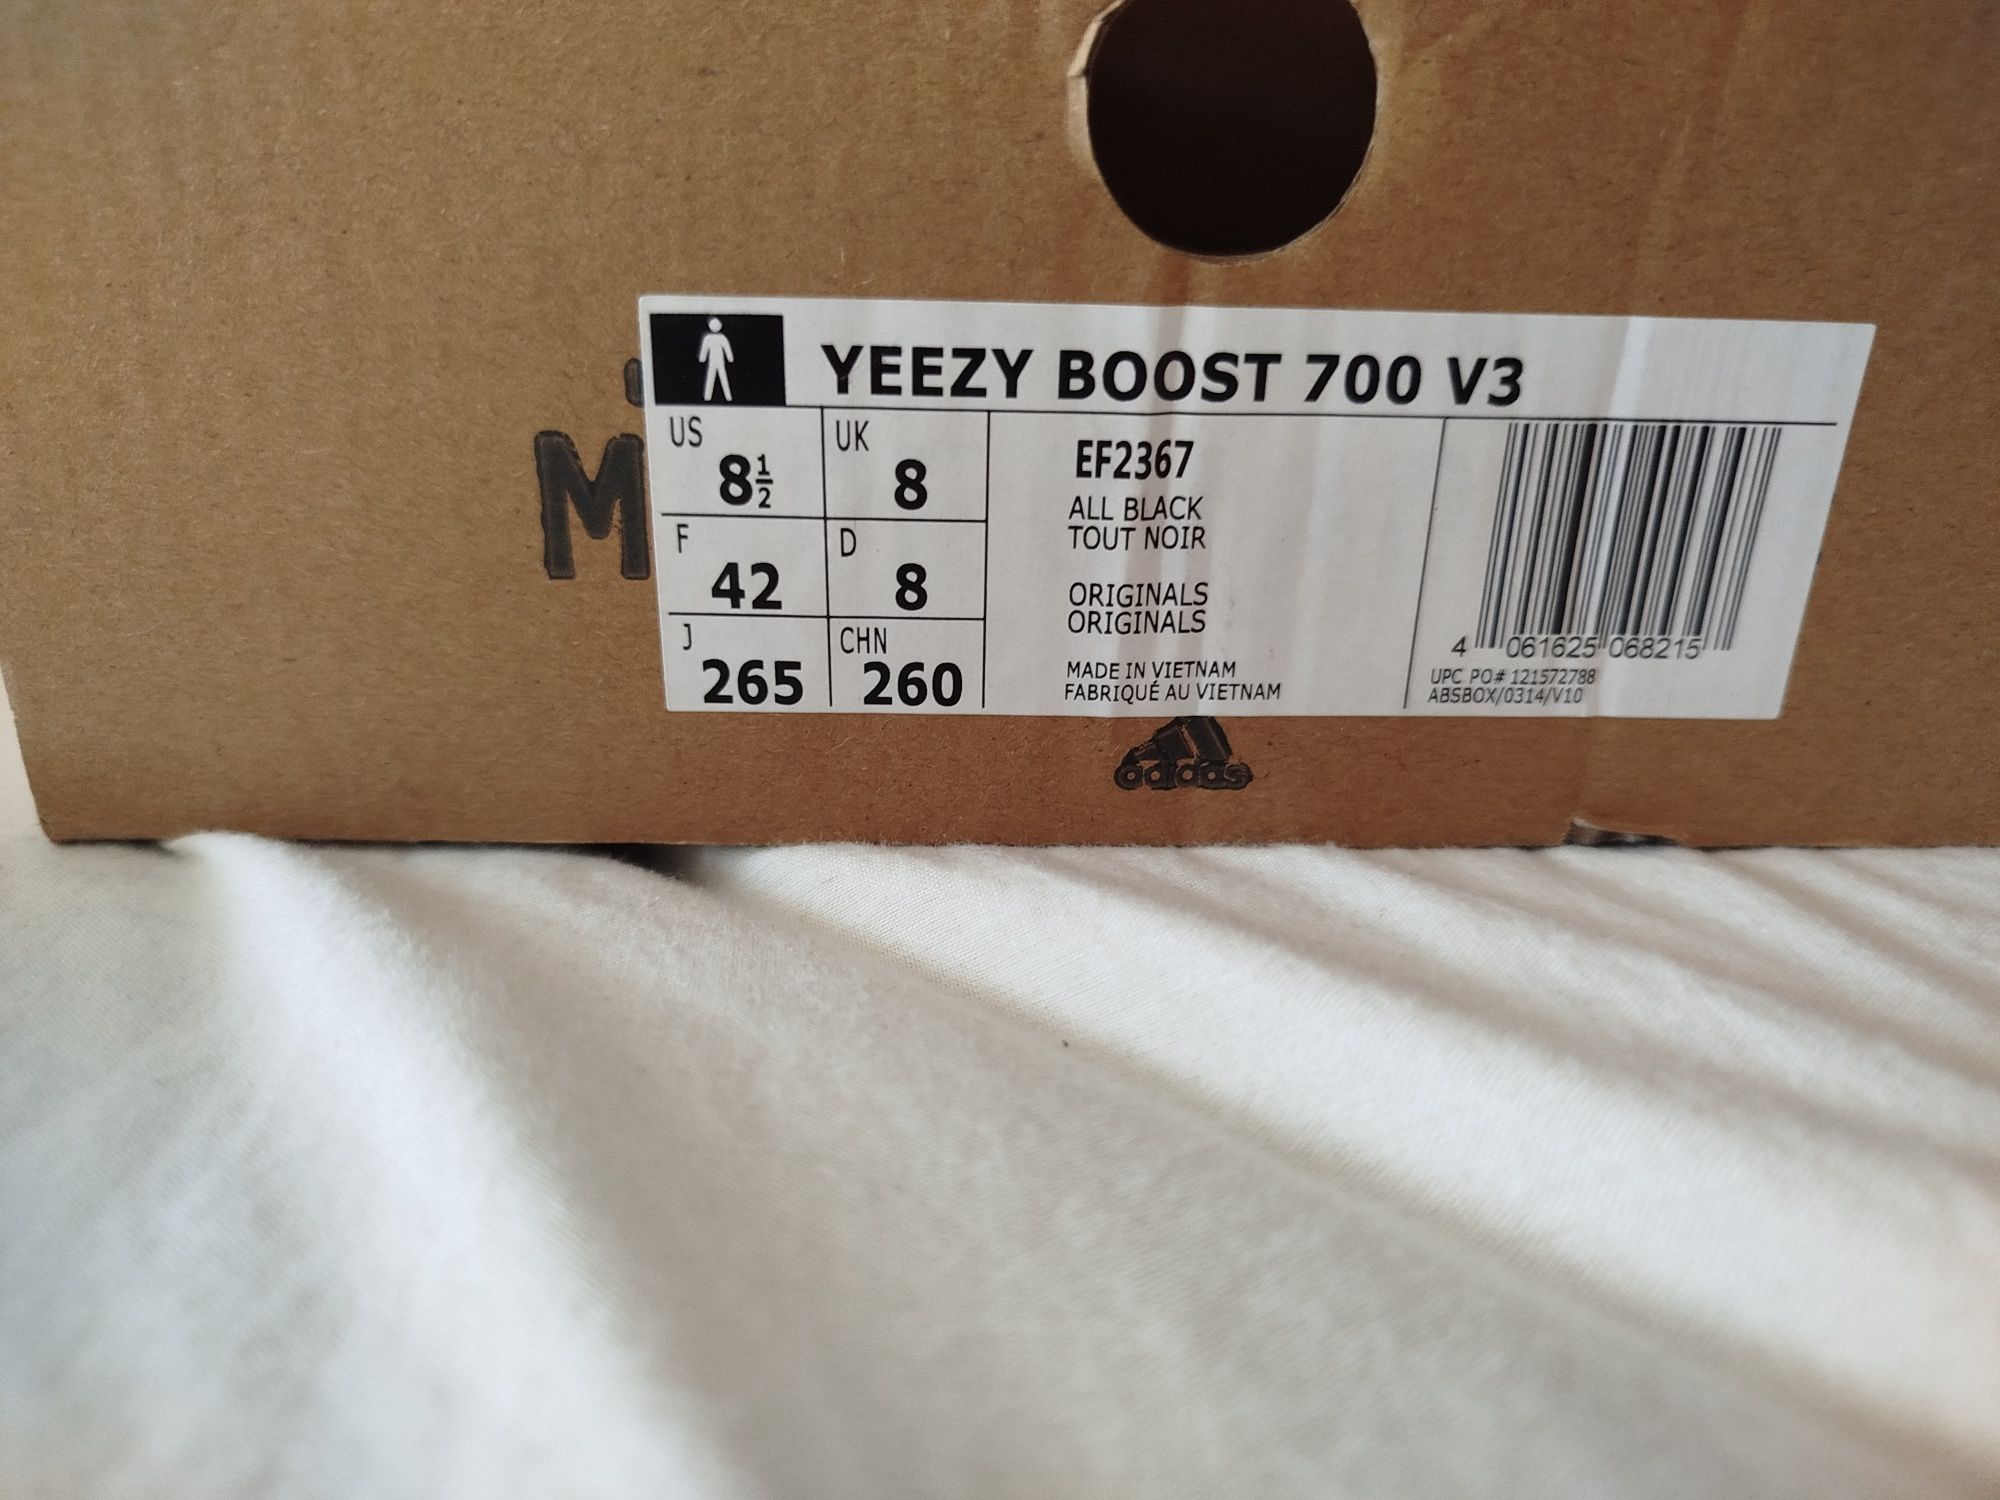 YEEZY BOOST 700 V3
US 8½ UK 8
F 42 D 8
J 265 CHN 260
EF2367
ALL BLACK
TOUT NOIR
ORIGINALS
ORIGINALS
MADE IN VIETNAM
FABRIQUÉ AU VIETNAM
4 061625 068215
UPC PO# 121572788
ABSBOX/0314/V10
M
adidas